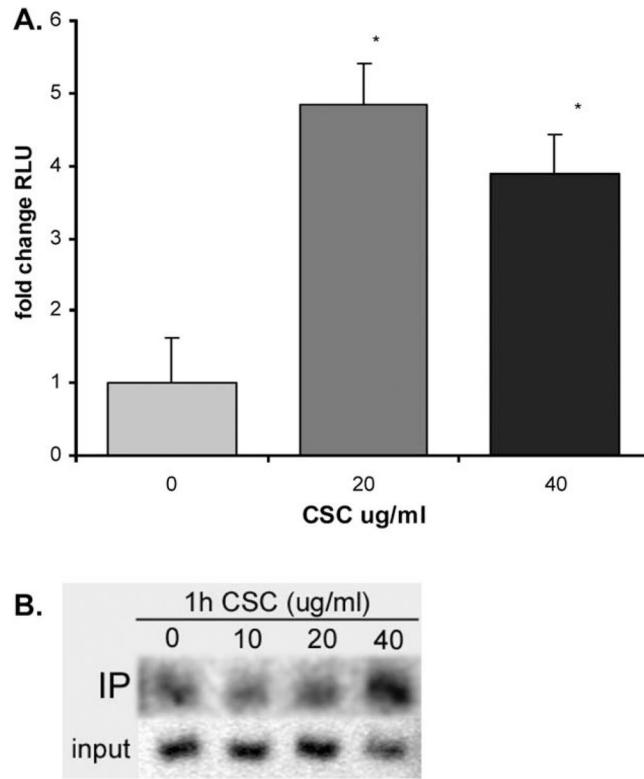 A.
6
5
4
3
2
1
0
fold change RLU
* *
0 20 40
CSC ug/ml
B.
1h CSC (ug/ml)
0 10 20 40
IP
input